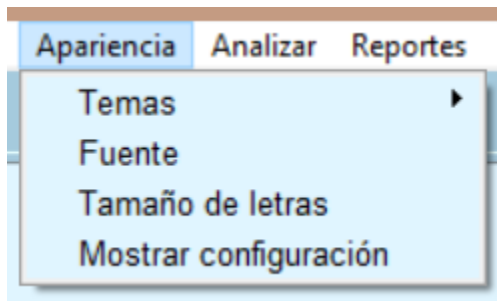 Apariencia Analizar Reportes
Temas
Fuente
Tamaño de letras
Mostrar configuración